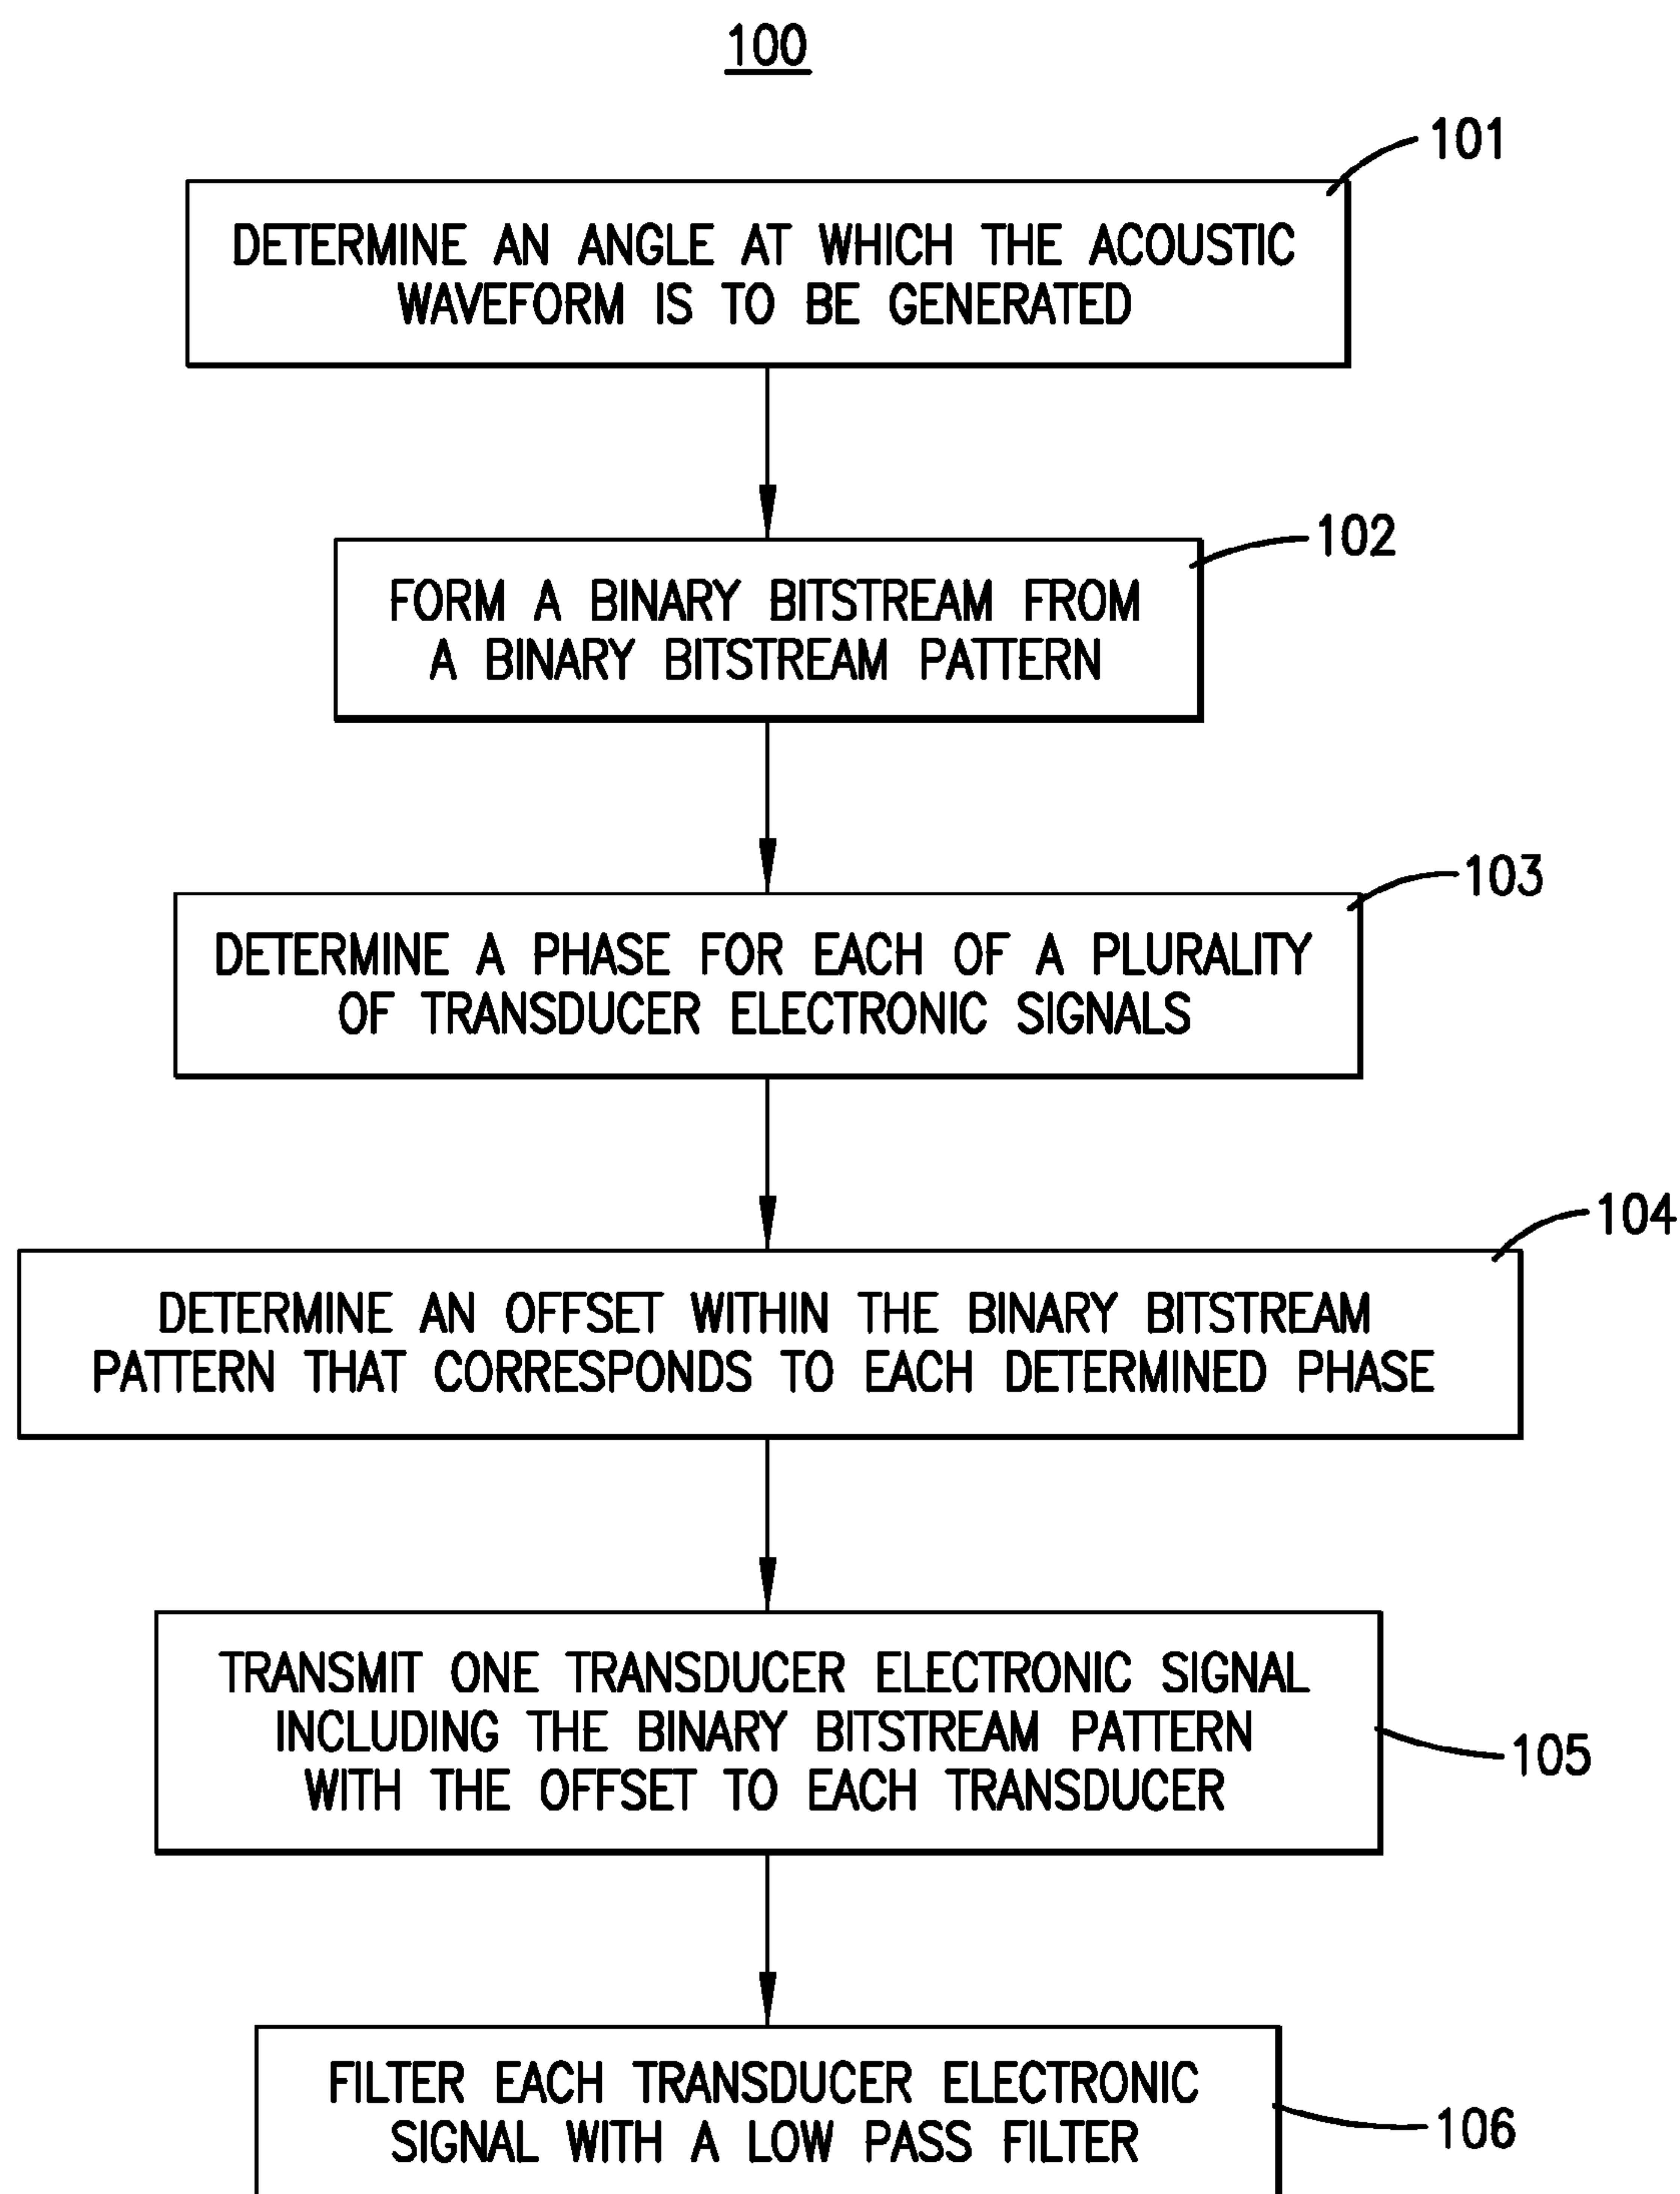 100
101
DETERMINE AN ANGLE AT WHICH THE ACOUSTIC
WAVEFORM IS TO BE GENERATED
102
FORM A BINARY BITSTREAM FROM
A BINARY BITSTREAM PATTERN
103
DETERMINE A PHASE FOR EACH OF A PLURALITY
OF TRANSDUCER ELECTRONIC SIGNALS
104
DETERMINE AN OFFSET WITHIN THE BINARY BITSTREAM
PATTERN THAT CORRESPONDS TO EACH DETERMINED PHASE
TRANSMIT ONE TRANSDUCER ELECTRONIC SIGNAL
INCLUDING THE BINARY BITSTREAM PATTERN
WITH THE OFFSET TO EACH TRANSDUCER
105
FILTER EACH TRANSDUCER ELECTRONIC
SIGNAL WITH A LOW PASS FILTER
106